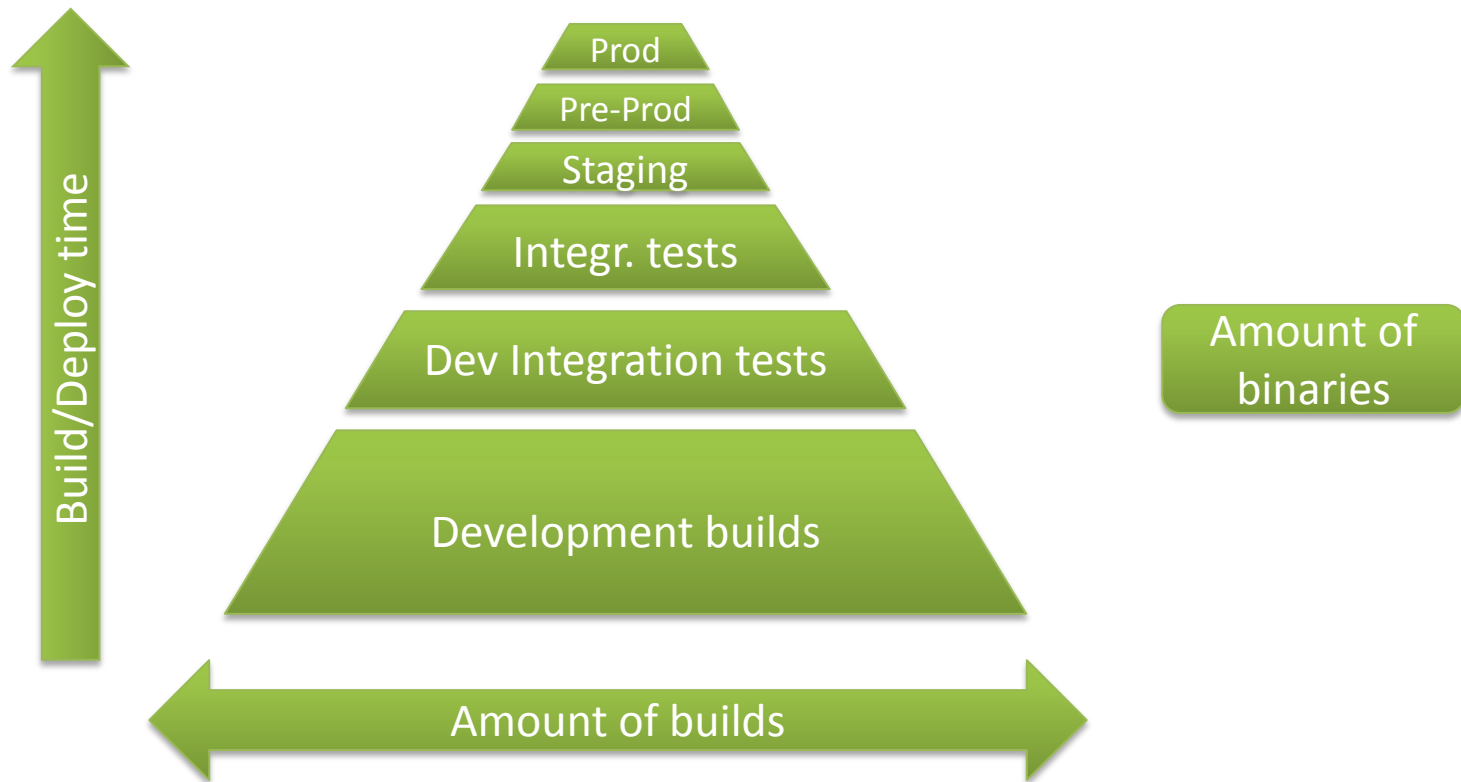 Prod
Pre-Prod
Staging
Integr. tests
Dev Integration tests
Development builds
Build/Deploy time
Amount of builds
Amount of
binaries